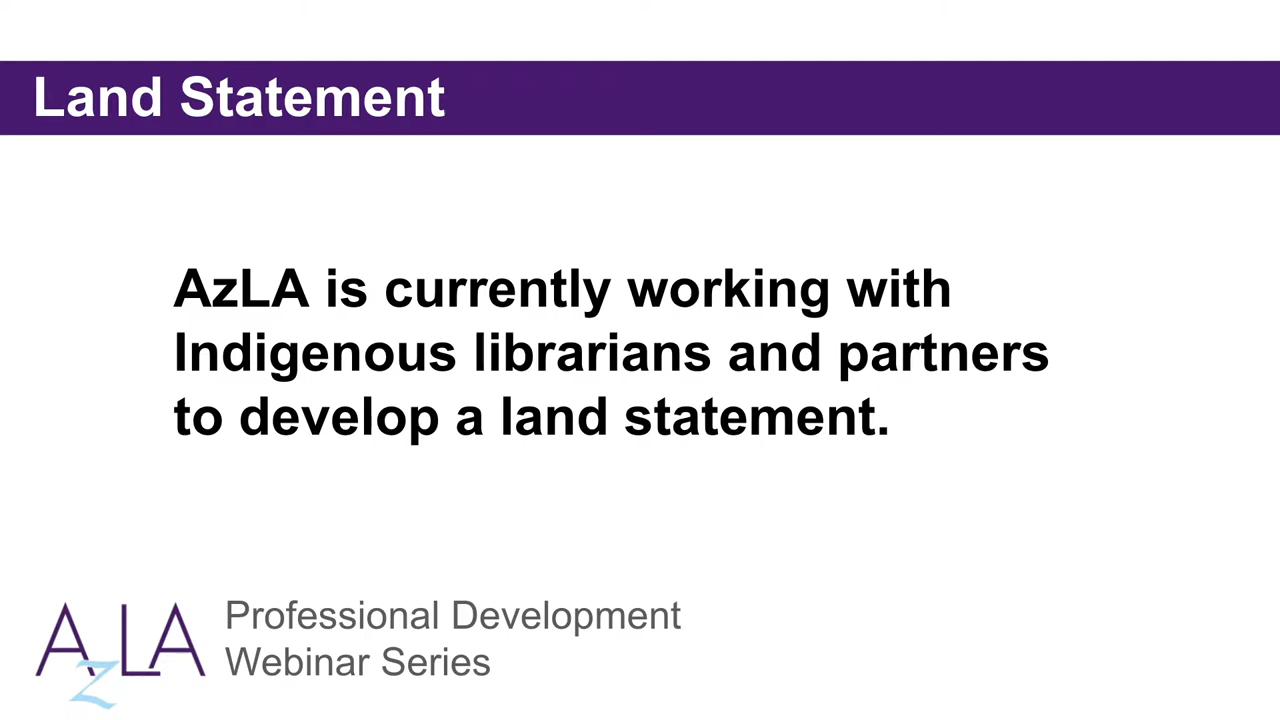 Land Statement
AzLA is currently working with
Indigenous librarians and partners
to develop a land statement.
AzLA
Professional Development
Webinar Series